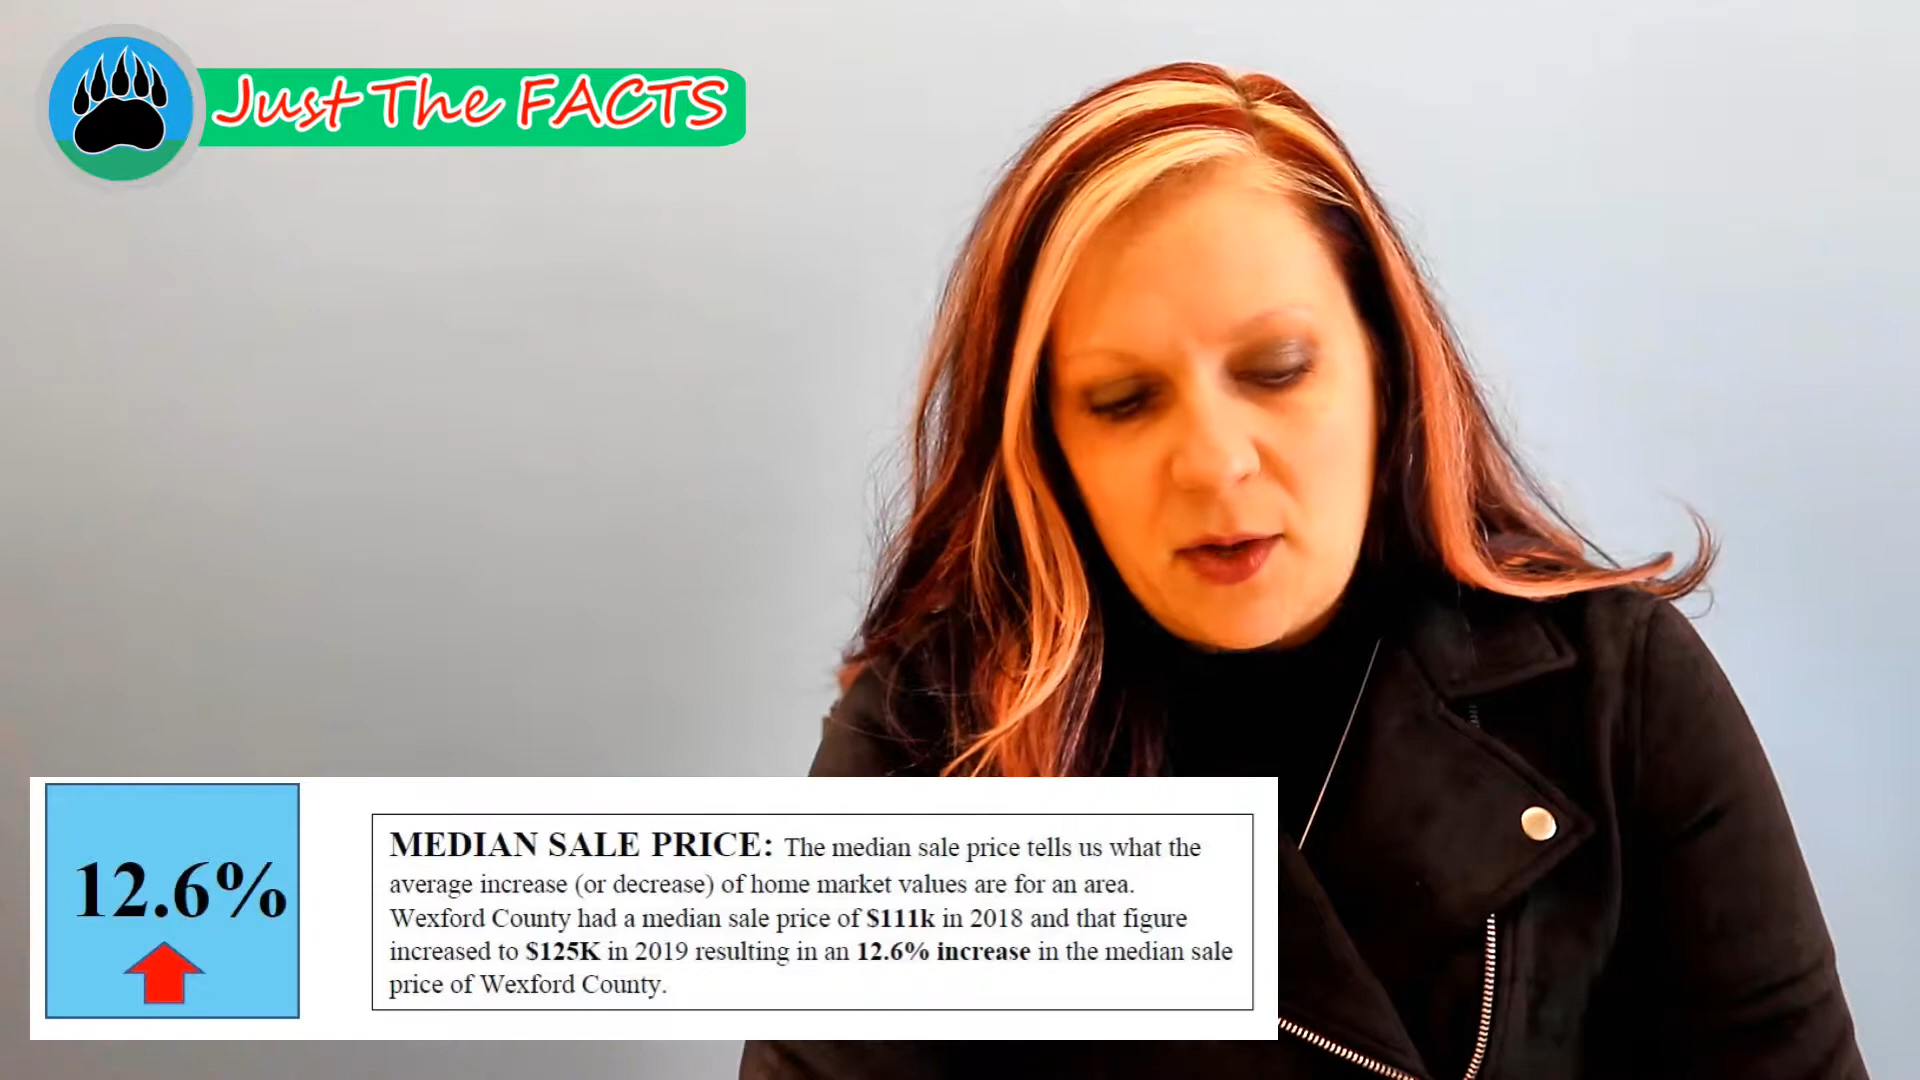 Just The FACTS
12.6%
MEDIAN SALE PRICE: The median sale price tells us what the
average increase (or decrease) of home market values are for an area.
Wexford County had a median sale price of $111k in 2018 and that figure
increased to $125K in 2019 resulting in an 12.6% increase in the median sale
price of Wexford County.